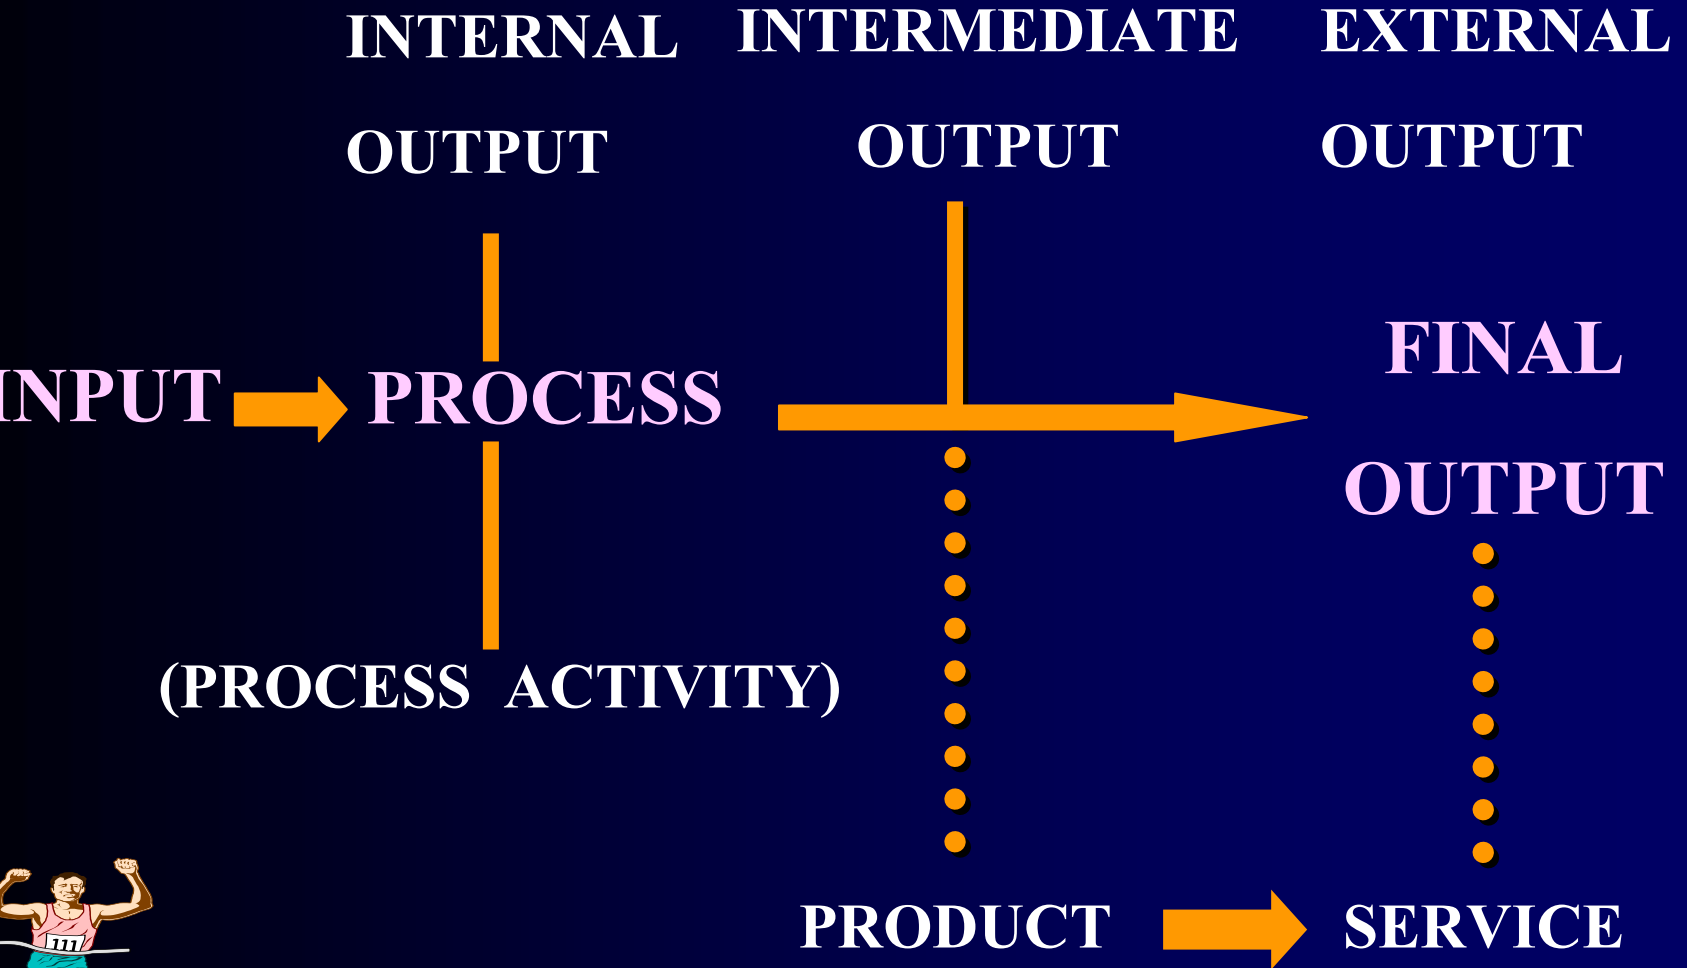 INTERNAL INTERMEDIATE EXTERNAL
OUTPUT OUTPUT OUTPUT
INPUT PROCESS
FINAL
OUTPUT
(PROCESS ACTIVITY)
PRODUCT SERVICE
111